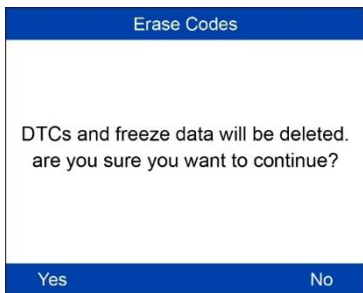 Erase Codes
DTCs and freeze data will be deleted.
are you sure you want to continue?
Yes No